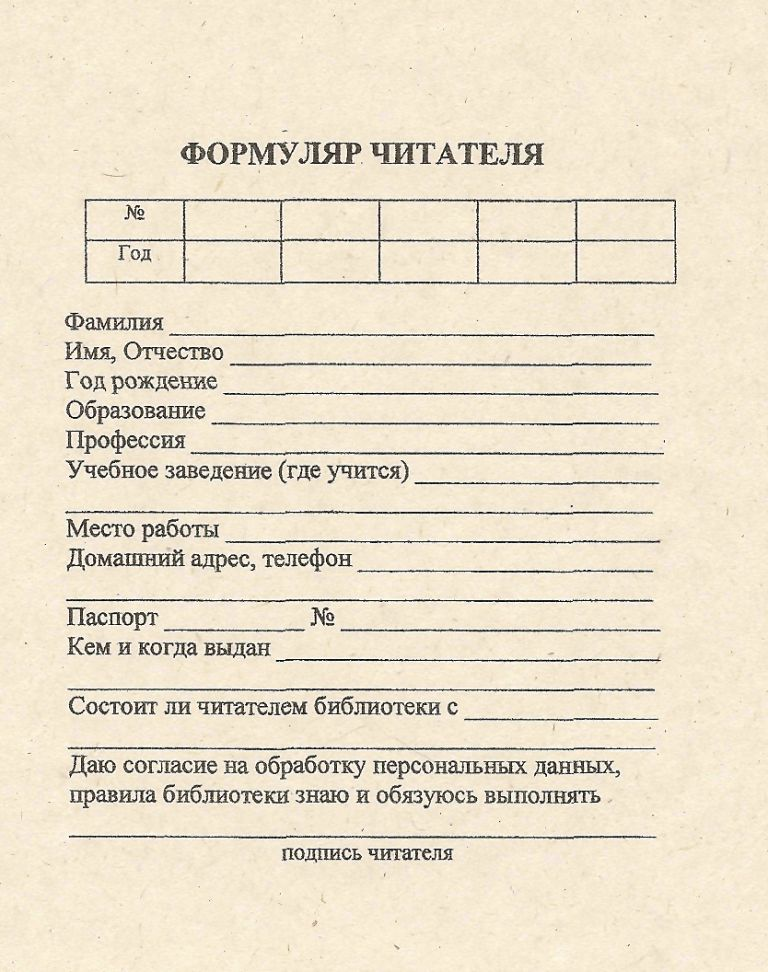 ФОРМУЛЯР ЧИТАТЕЛЯ
№
Год
Фамилия
Имя, Отчество
Год рождение
Образование
Профессия
Учебное заведение (где учится)
Место работы
Домашний адрес, телефон
Паспорт № 
Кем и когда выдан
Состоит ли читателем библиотеки с
Даю согласие на обработку персональных данных,
правила библиотеки знаю и обязуюсь выполнять
подпись читателя